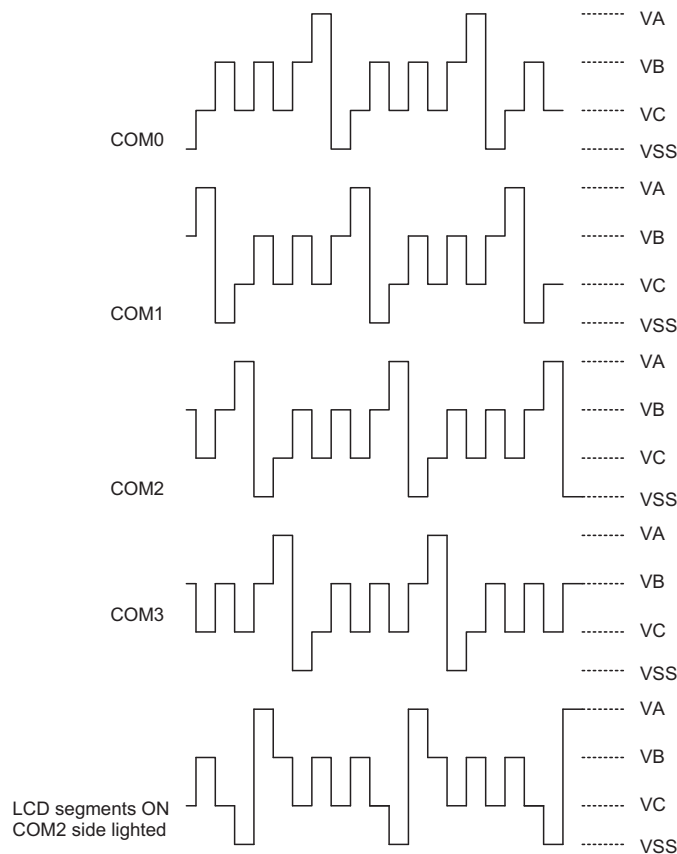 VA
VB
VC
COM0
VSS
VA
VB
VC
COM1
VSS
VA
VB
VC
COM2
VSS
VA
VB
COM3
VC
VSS
VA
VB
LCD segments ON
VC
COM2 side lighted
VSS